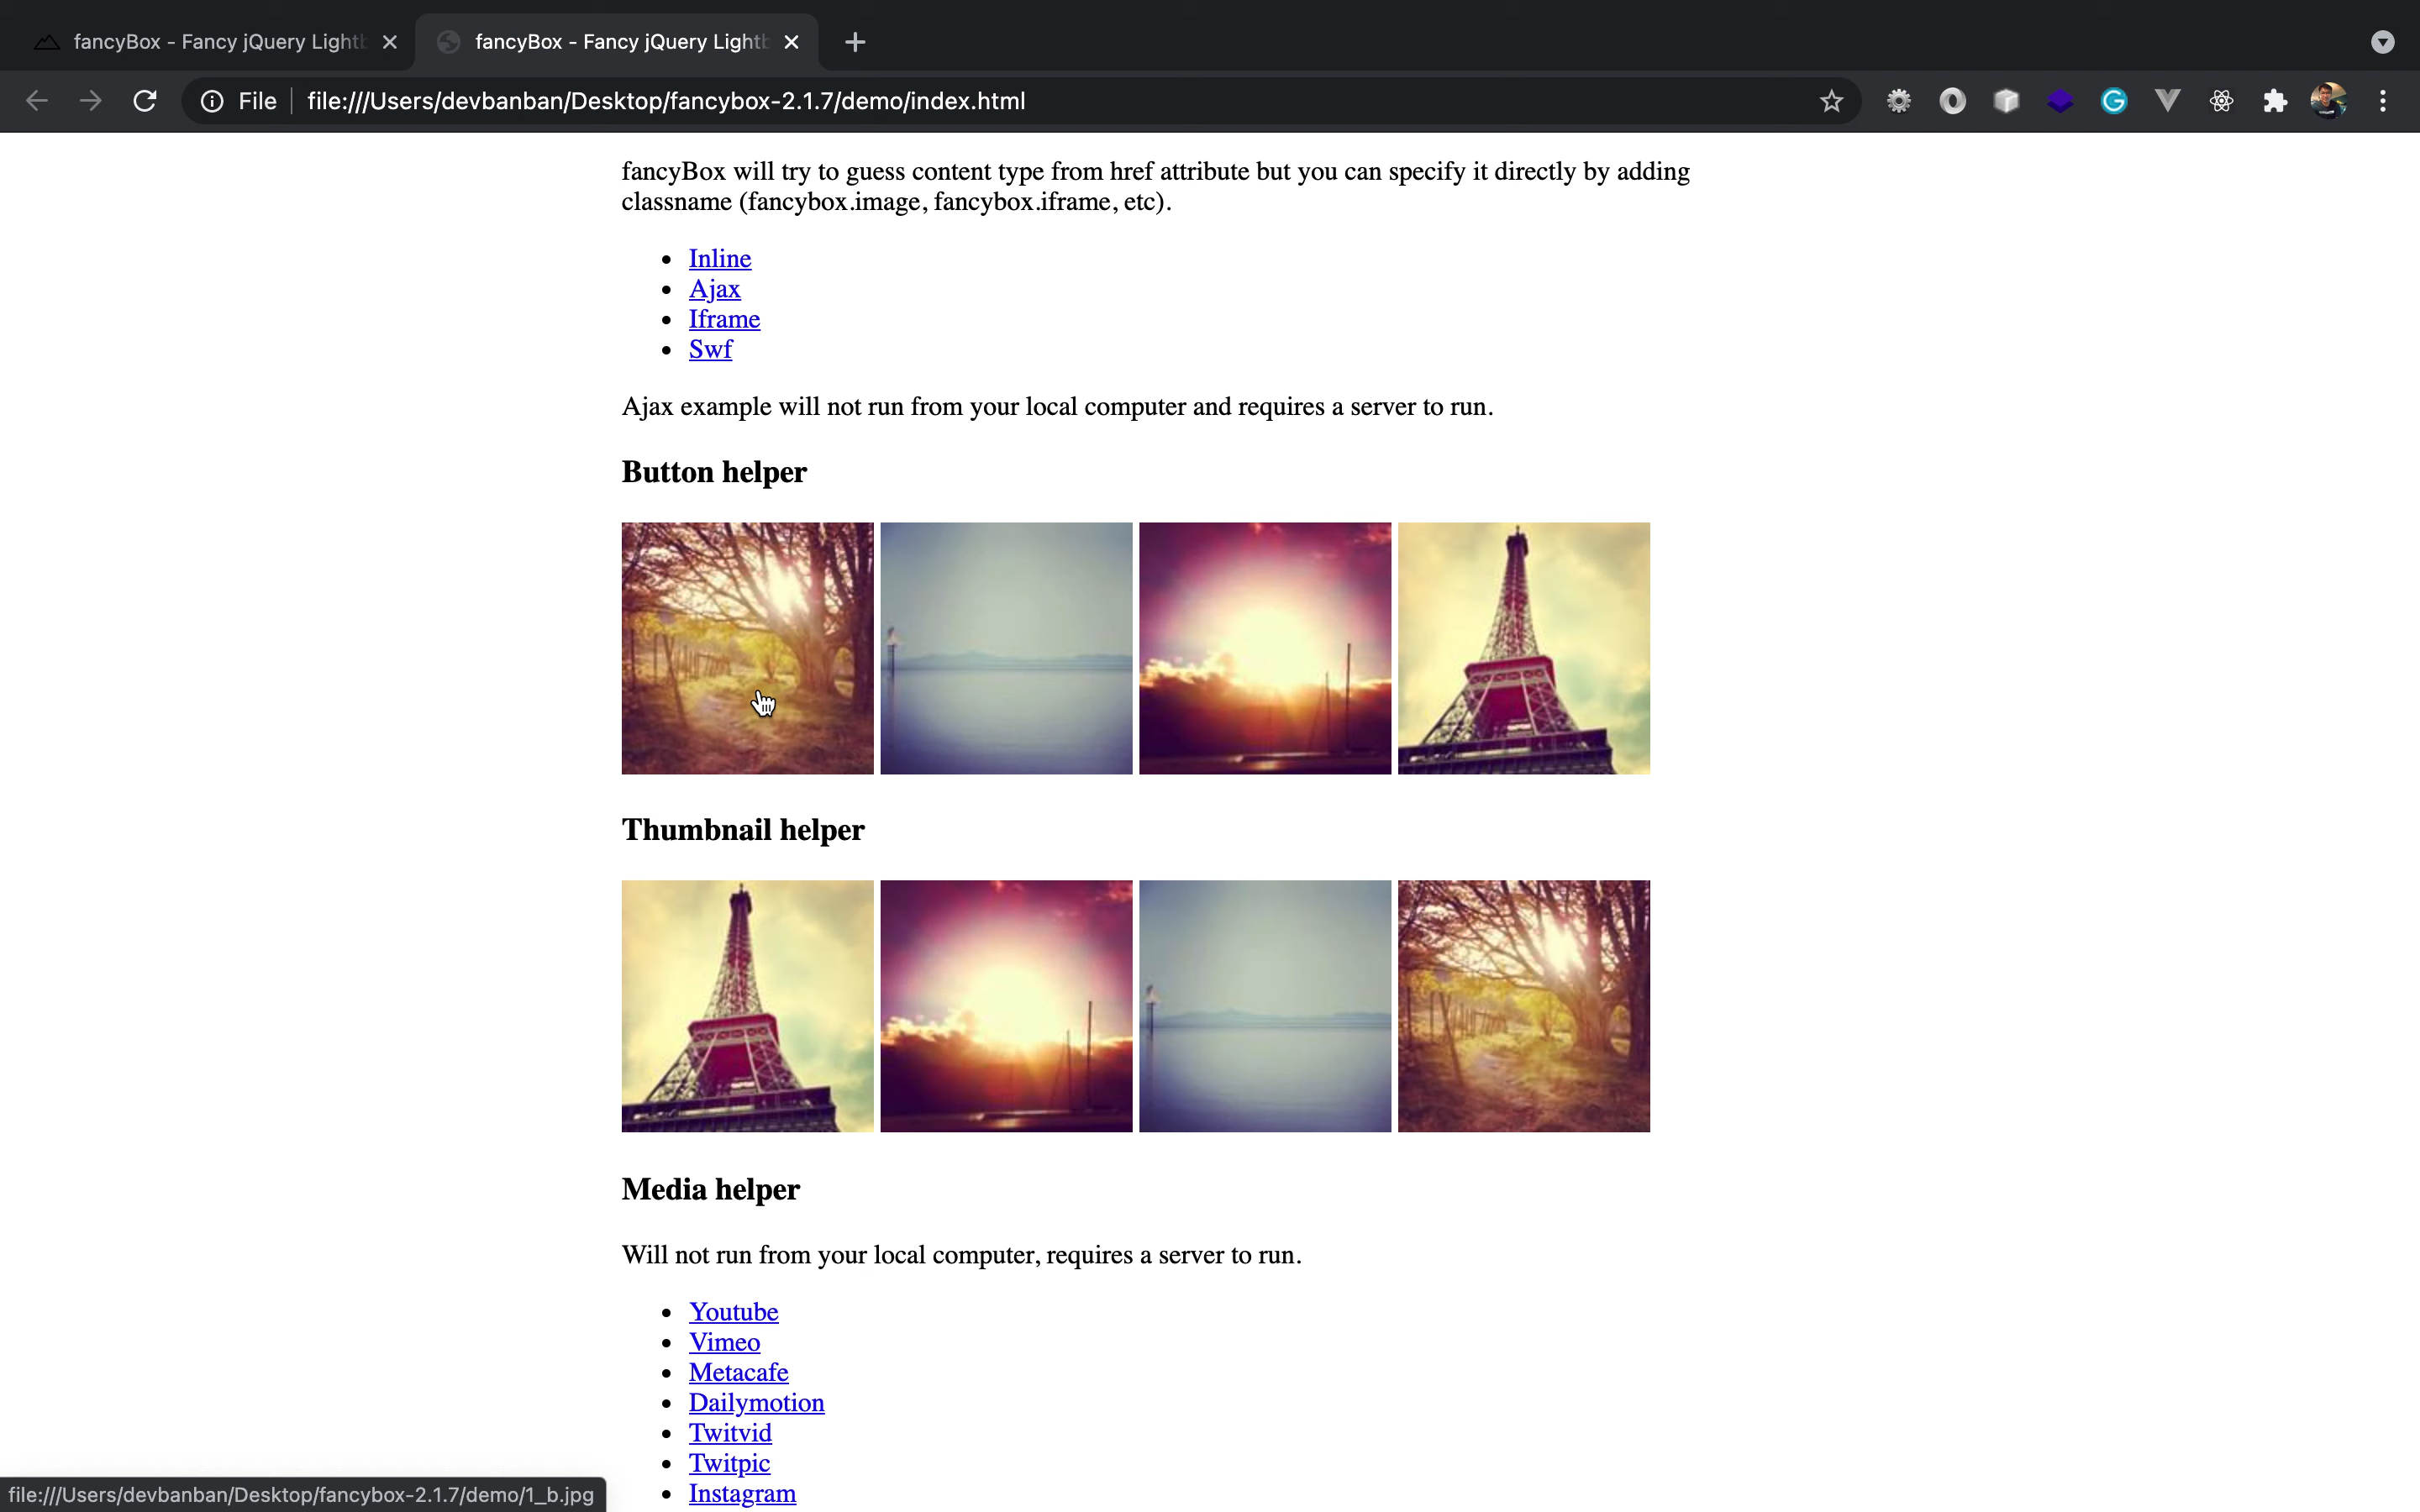 fancyBox - Fancy jQuery Lightb
fancyBox - Fancy jQuery Lightb
File
file:///Users/devbanban/Desktop/fancybox-2.1.7/demo/index.html
fancyBox will try to guess content type from href attribute but you can specify it directly by adding
classname (fancybox.image, fancybox.iframe, etc).
Inline
Ajax
Iframe
Swf
Ajax example will not run from your local computer and requires a server to run.
Button helper
Thumbnail helper
Media helper
Will not run from your local computer, requires a server to run.
Youtube
Vimeo
Metacafe
Dailymotion
Twitvid
Twitpic
Instagram
file:///Users/devbanban/Desktop/fancybox-2.1.7/demo/1_b.jpg